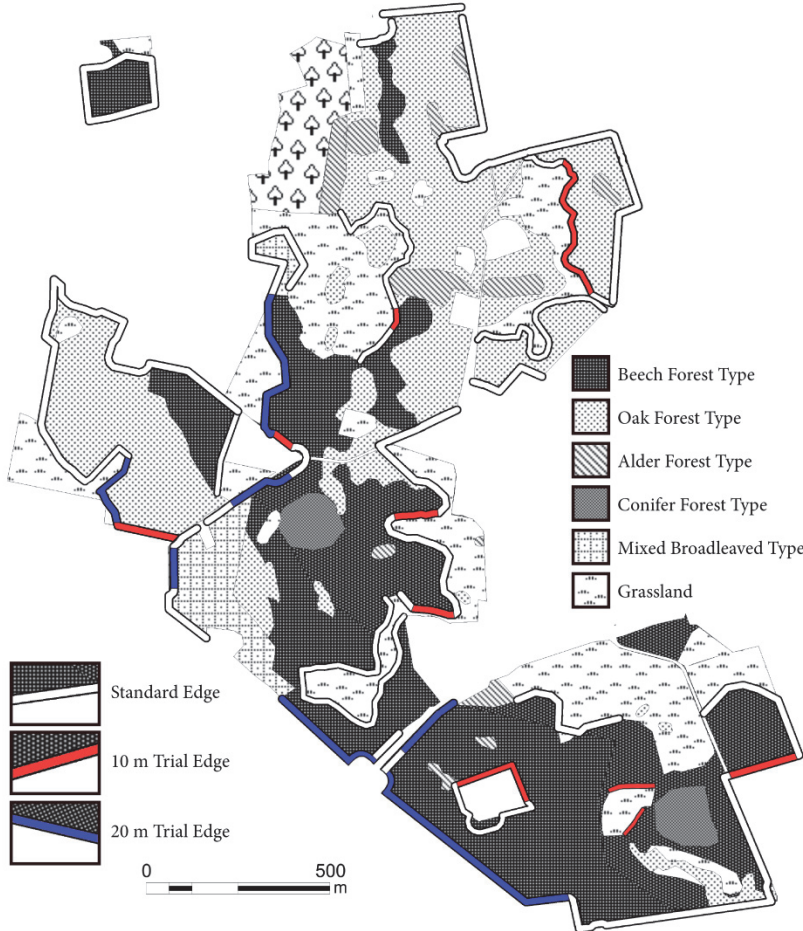 Beech Forest Type
Oak Forest Type
Alder Forest Type
Conifer Forest Type
Mixed Broadleaved Type
Grassland
Standard Edge
10 m Trial Edge
20 m Trial Edge
0 500
m